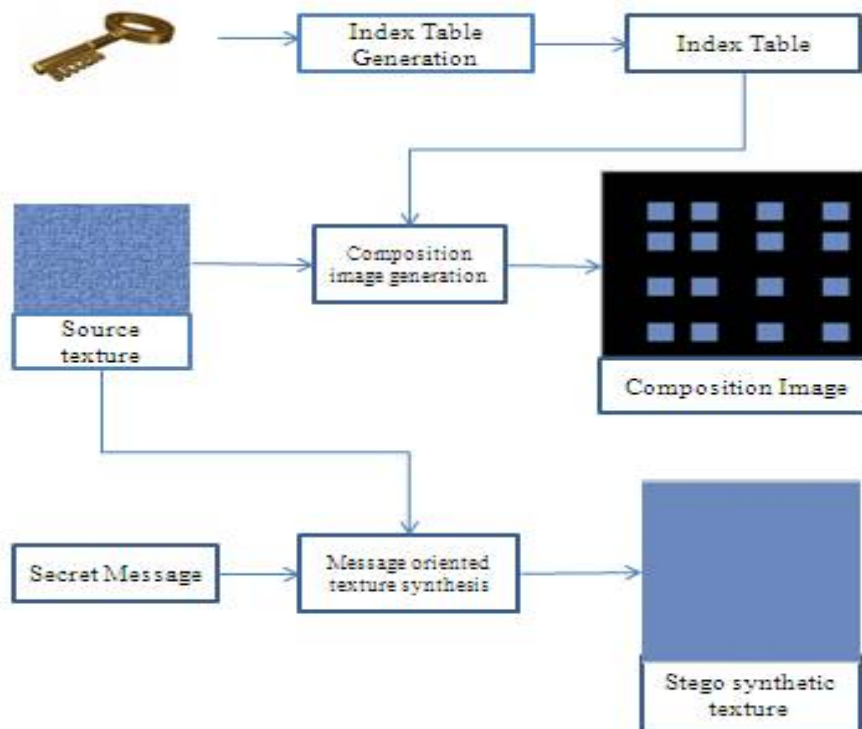 Index Table
Generation
Index Table
Composition
image generation
Source
texture
Composition Image
Secret Message
Message oriented
texture synthesis
Stego synthetic
texture